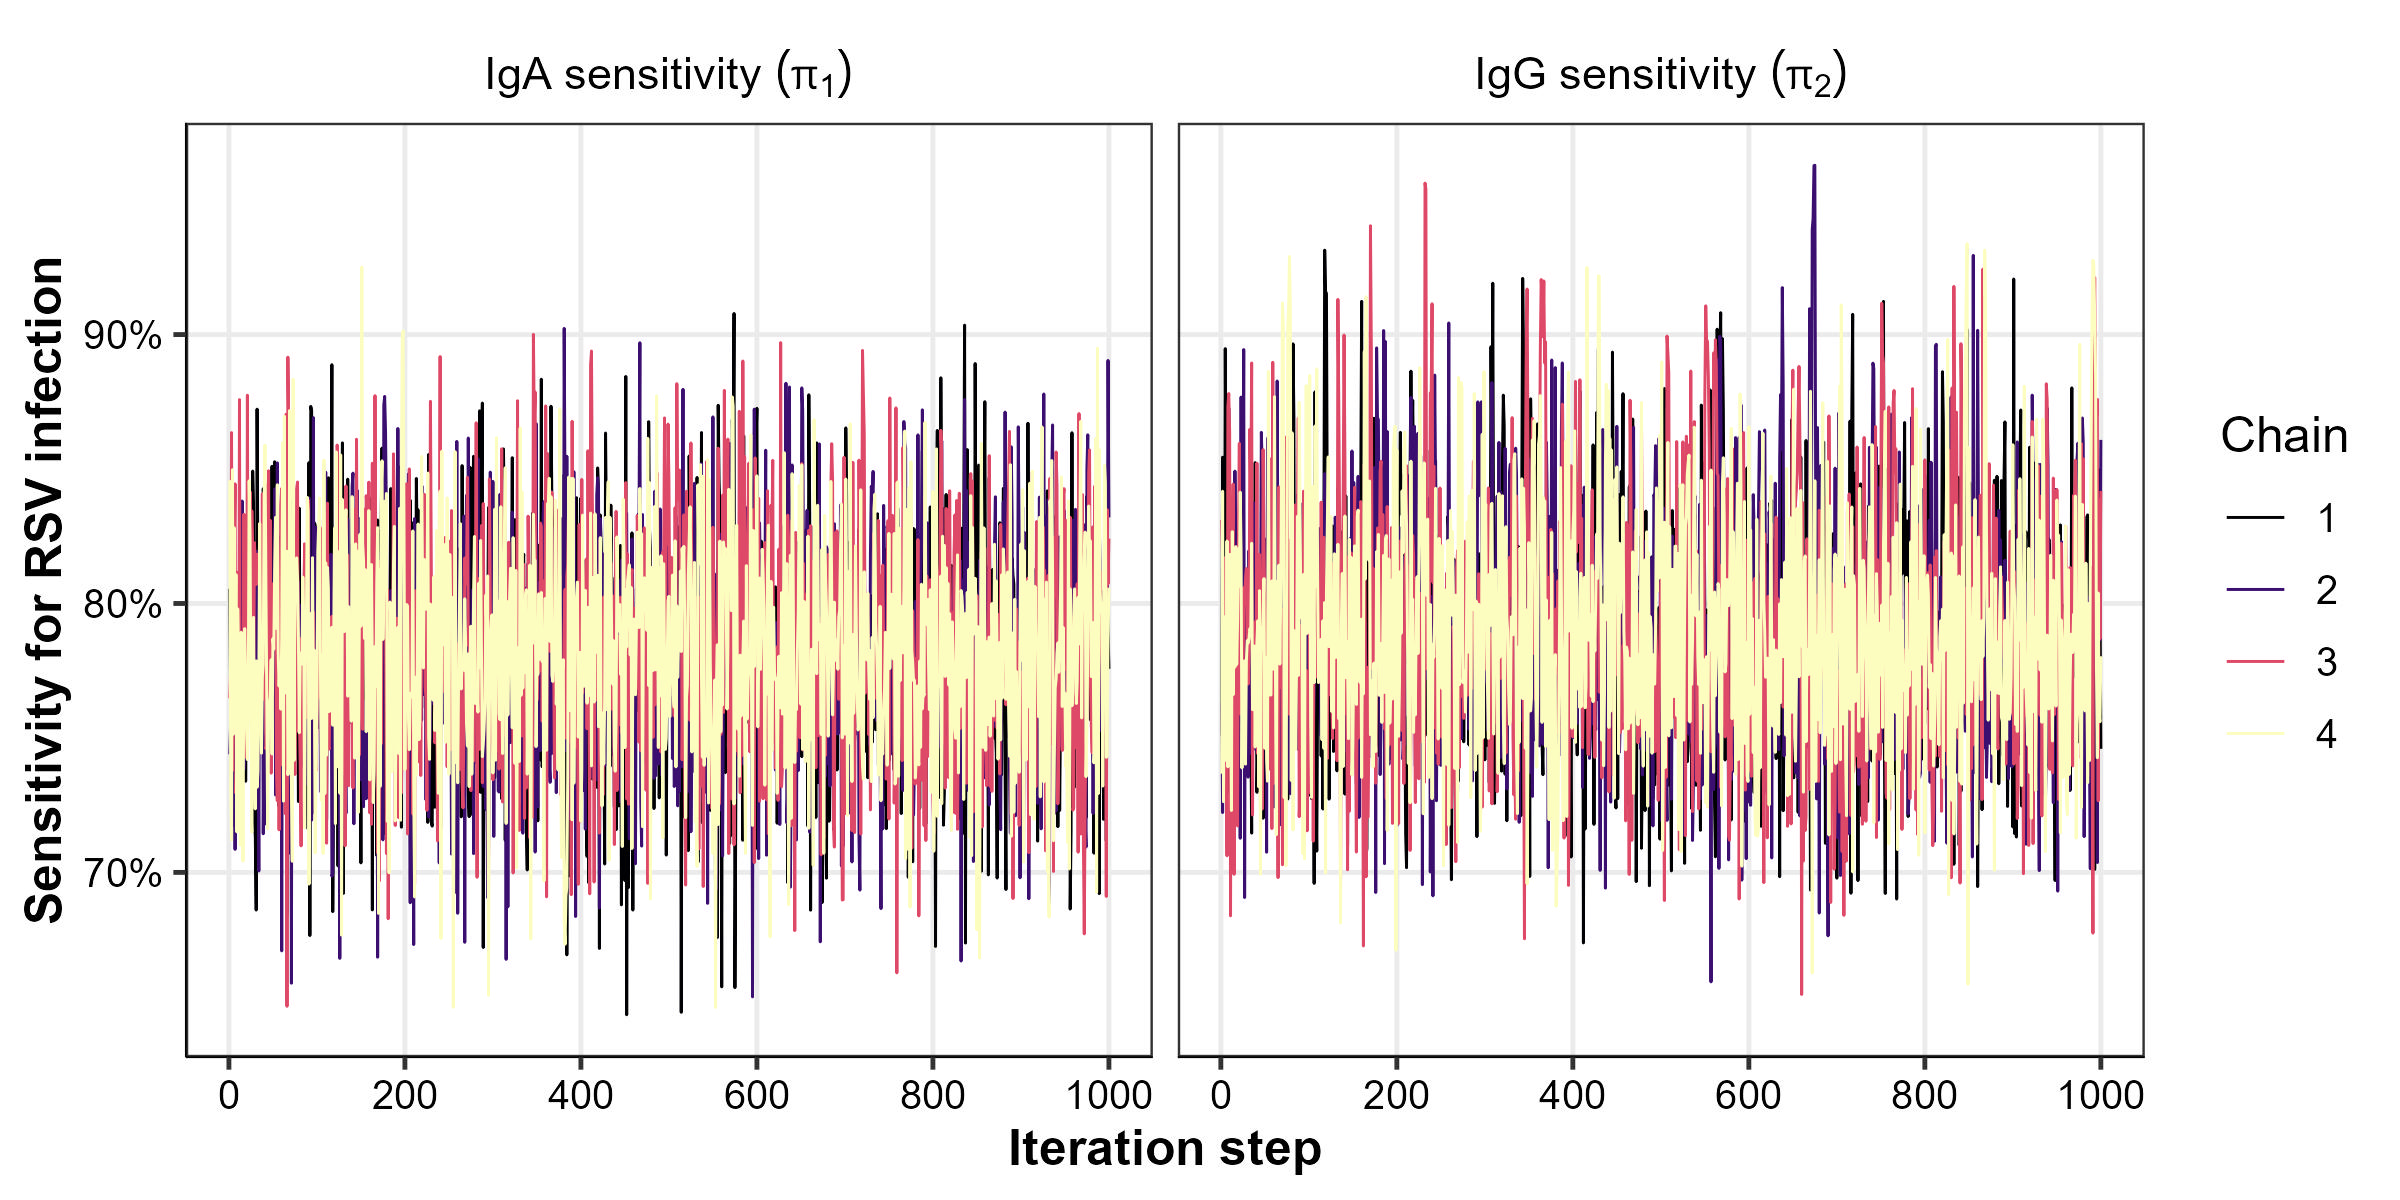 IgA sensitivity (π₁)
IgG sensitivity (π₂)
Sensitivity for RSV infection
90%
80%
70%
0 200 400 600 800 1000
0 200 400 600 800 1000
Iteration step
Chain
1
2
3
4